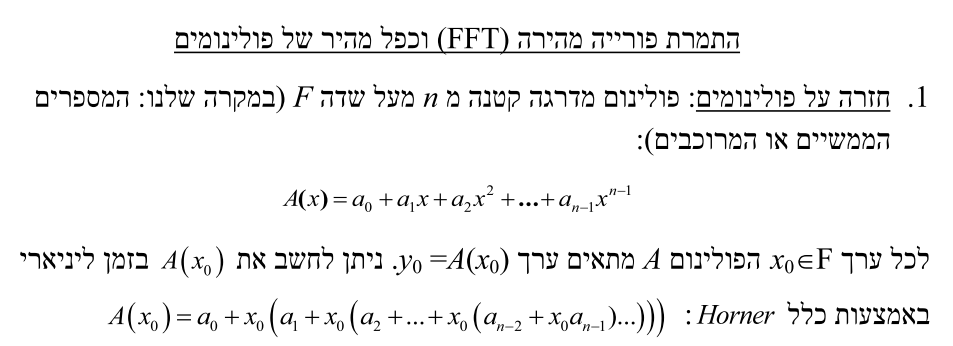 התמרת פורייה מהירה (FFT) וכפל מהיר של פולינומים
1. חזרה על פולינומים: פולינום מדרגה קטנה מ n מעל שדה F (במקרה שלנו: המספרים
הממשיים או המרוכבים):
A(x) = a₀ + a₁x + a₂x² + ... + aₙ₋₁xⁿ⁻¹
לכל ערך x₀∈F הפולינום A מתאים ערך y₀ =A(x₀). ניתן לחשב את A(x₀) בזמן ליניארי
באמצעות כלל Horner : A(x₀) = a₀ + x₀(a₁ + x₀(a₂ + ... + x₀(aₙ₋₂ + x₀aₙ₋₁)...)))